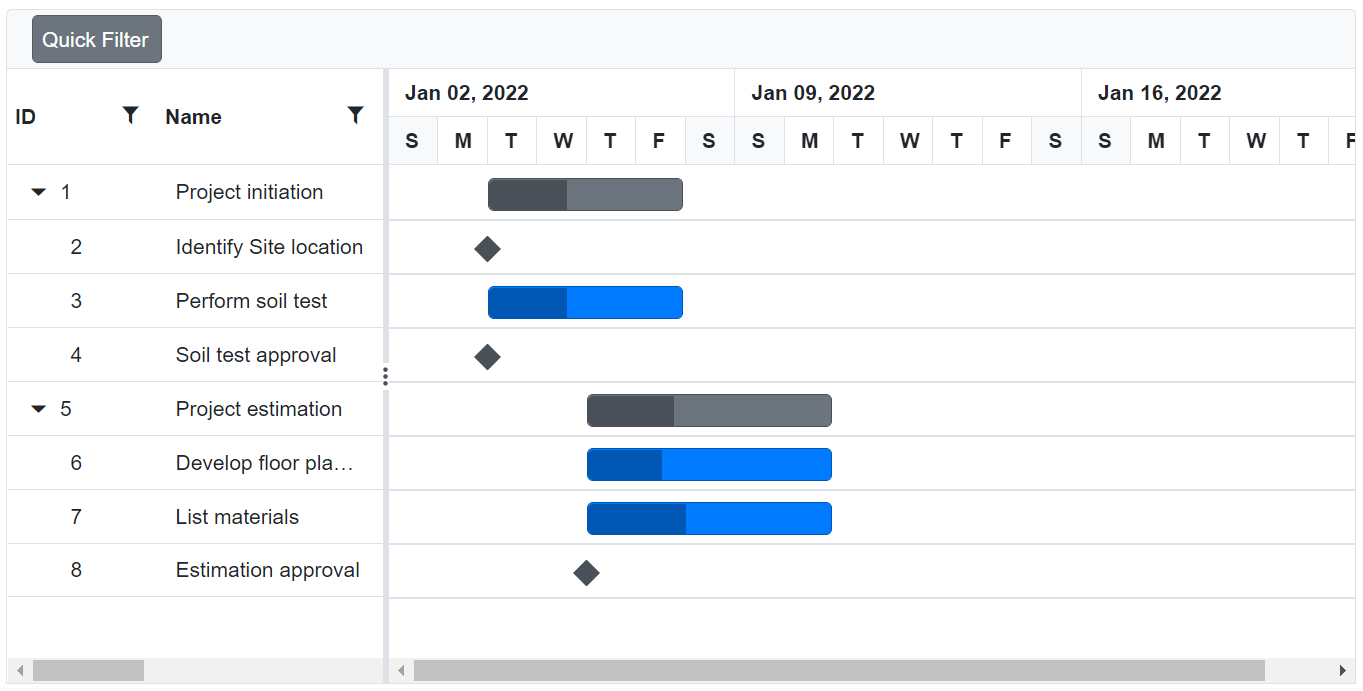 Quick Filter
ID Name Jan 02, 2022 Jan 09, 2022 Jan 16, 2022
S M T W T F S S M T W T F S S M T W T F
1 Project initiation
2 Identify Site location
3 Perform soil test
4 Soil test approval
5 Project estimation
6 Develop floor pla…
7 List materials
8 Estimation approval